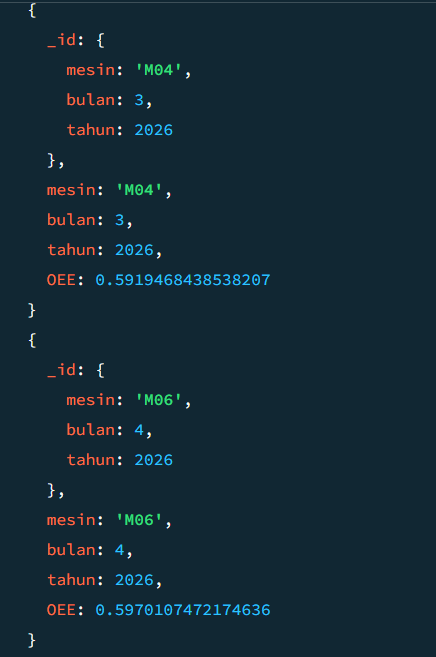 {
  _id: {
    mesin: 'M04',
    bulan: 3,
    tahun: 2026
  },
  mesin: 'M04',
  bulan: 3,
  tahun: 2026,
  OEE: 0.5919468438538207
}
{
  _id: {
    mesin: 'M06',
    bulan: 4,
    tahun: 2026
  },
  mesin: 'M06',
  bulan: 4,
  tahun: 2026,
  OEE: 0.5970107472174636
}